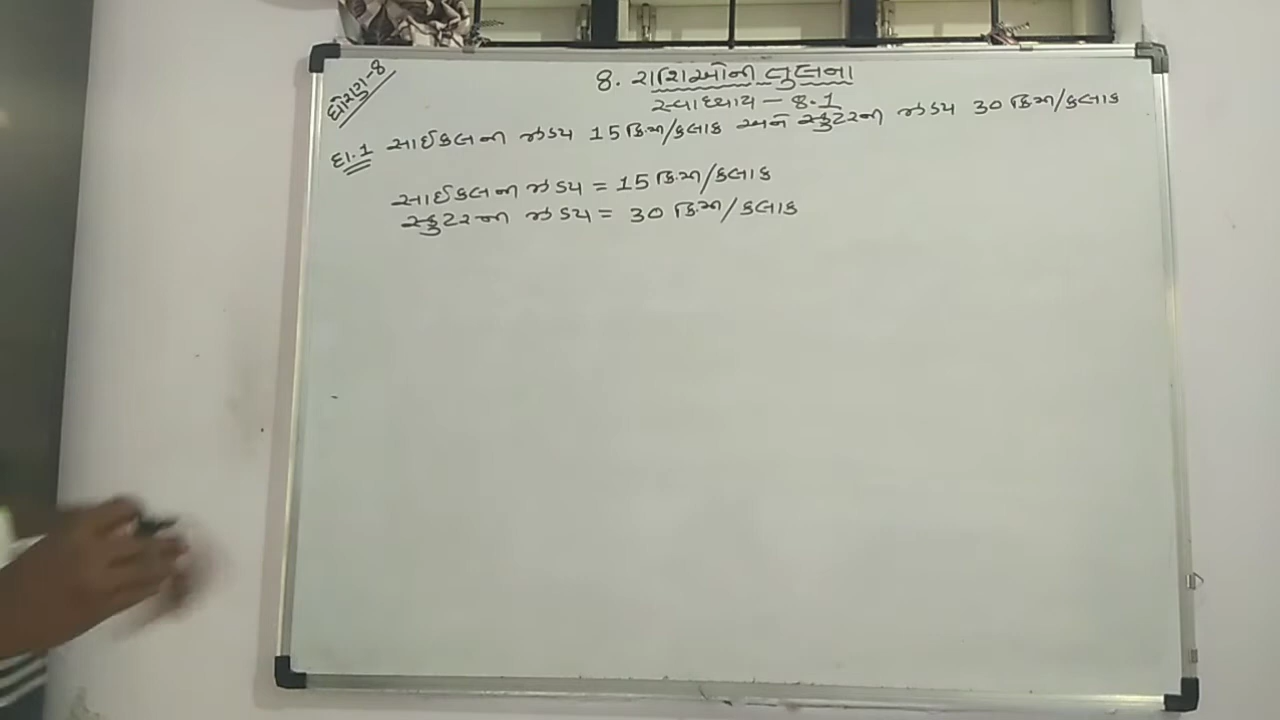 ધોરણ-8
8. રાશિઓની તુલના
સ્વાધ્યાય - 8.1
દા.1 સાઈકલની ઝડપ 15 કિમી/કલાક અને સ્કુટરની ઝડપ 30 કિમી/કલાક
સાઈકલની ઝડપ = 15 કિમી/કલાક
સ્કુટરની ઝડપ = 30 કિમી/કલાક